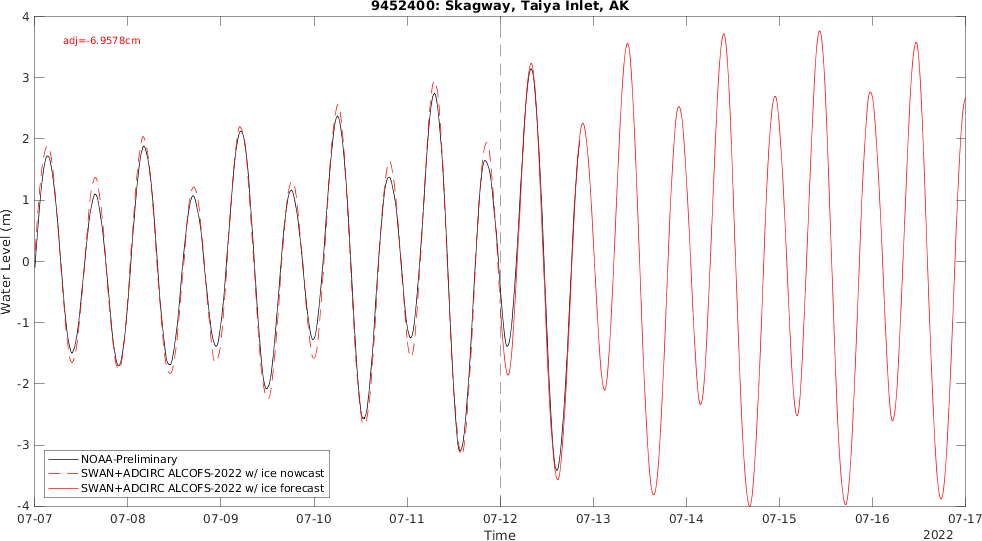 9452400: Skagway, Taiya Inlet, AK
adj=-6.9578cm
4
3
2
1
0
-1
-2
-3
-4
Water Level (m)
NOAA-Preliminary
SWAN+ADCIRC ALCOFS-2022 w/ ice nowcast
SWAN+ADCIRC ALCOFS-2022 w/ ice forecast
07-07 07-08 07-09 07-10 07-11 07-12 07-13 07-14 07-15 07-16 07-17
Time
2022